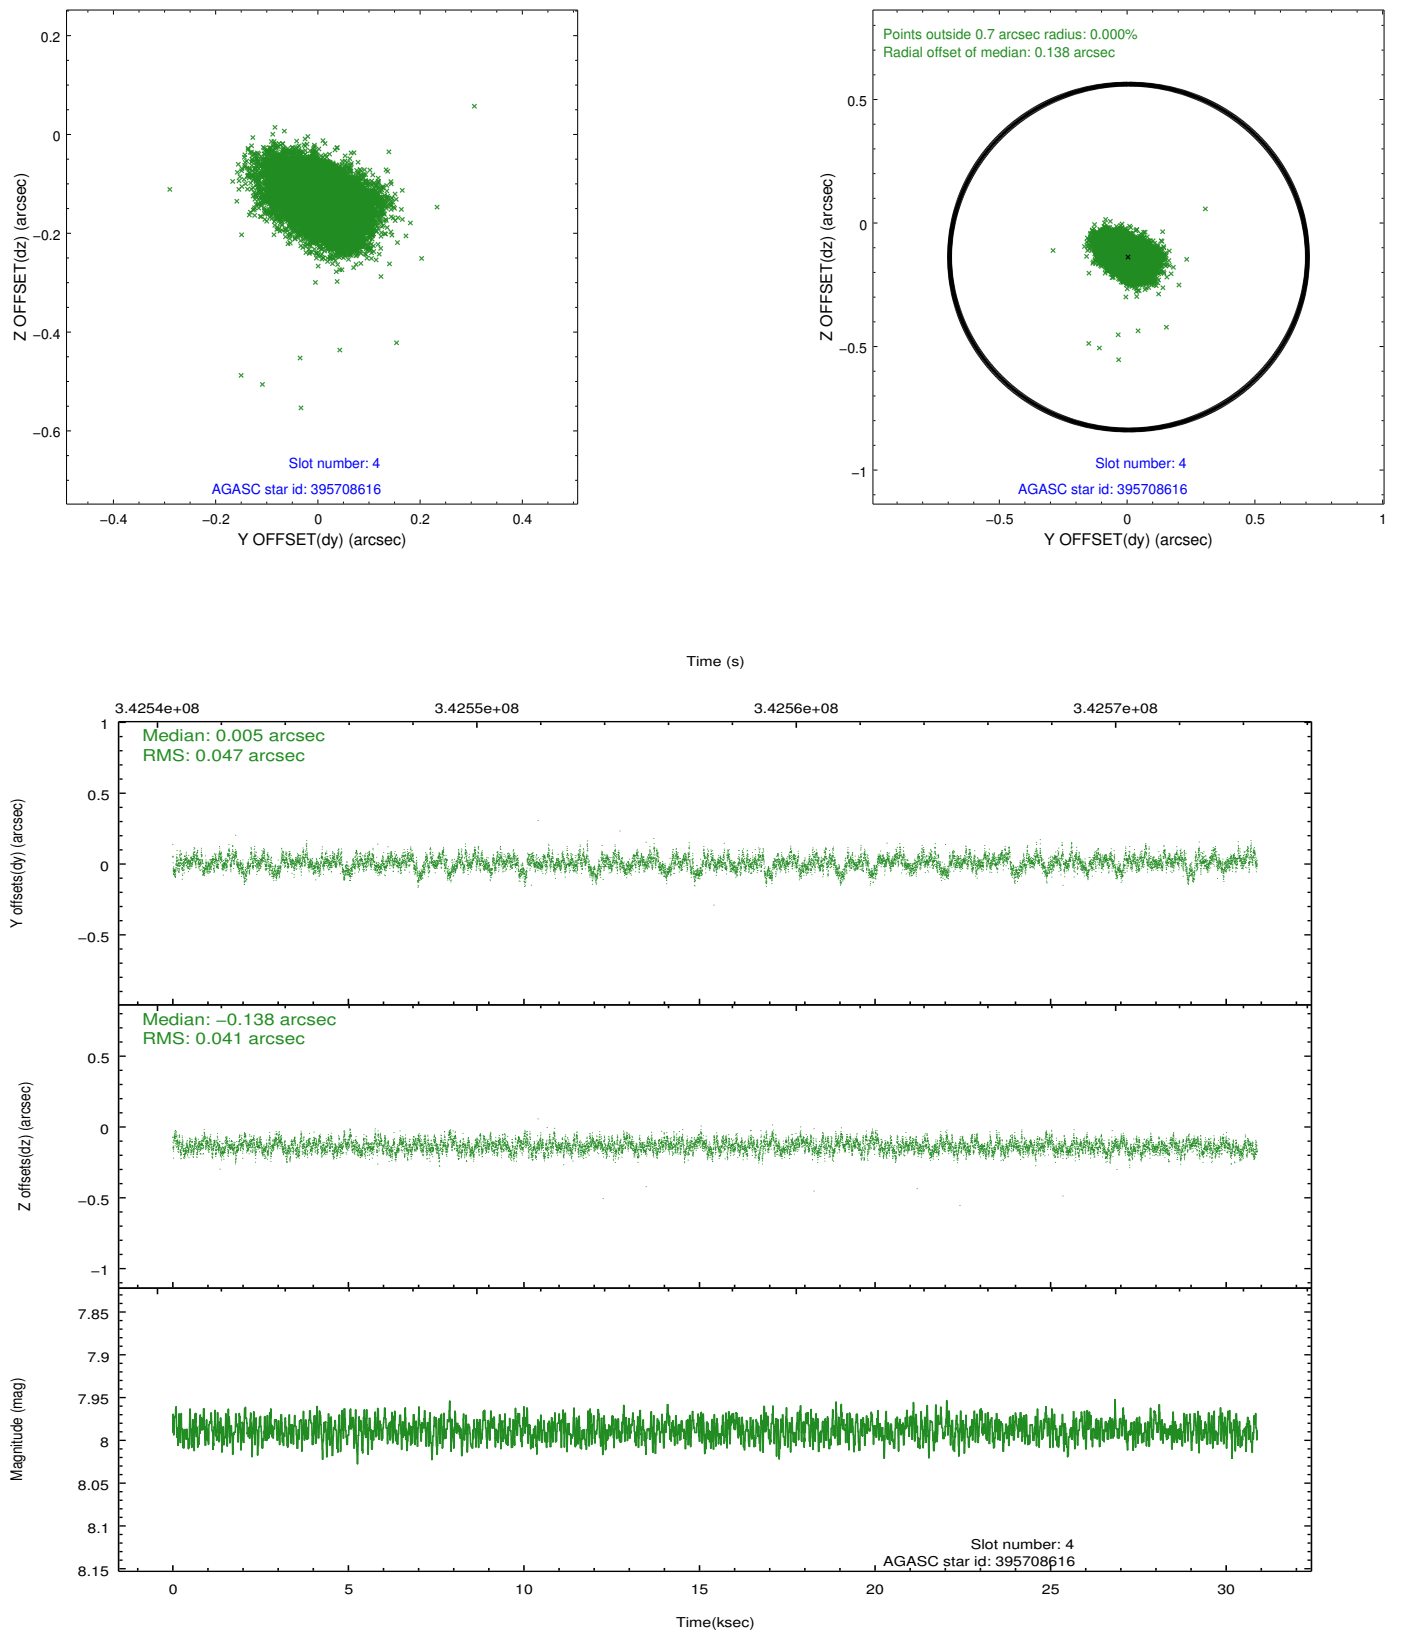 0.2
0
−0.2
−0.4
−0.6
Z OFFSET(dz) (arcsec)
Slot number: 4
AGASC star id: 395708616
−0.4
−0.2
0
0.2
0.4
Y OFFSET(dy) (arcsec)
Points outside 0.7 arcsec radius: 0.000%
Radial offset of median: 0.138 arcsec
0.5
0
−0.5
−1
Z OFFSET(dz) (arcsec)
Slot number: 4
AGASC star id: 395708616
−0.5
0
0.5
1
Y OFFSET(dy) (arcsec)
Time (s)
3.4254e+08
3.4255e+08
3.4256e+08
3.4257e+08
Median: 0.005 arcsec
RMS: 0.047 arcsec
1
0.5
0
−0.5
Y offsets(dy) (arcsec)
Median: −0.138 arcsec
RMS: 0.041 arcsec
0.5
0
−0.5
−1
Z offsets(dz) (arcsec)
7.85
7.9
7.95
8
8.05
8.1
8.15
Magnitude (mag)
Slot number: 4
AGASC star id: 395708616
0
5
10
15
20
25
30
Time(ksec)